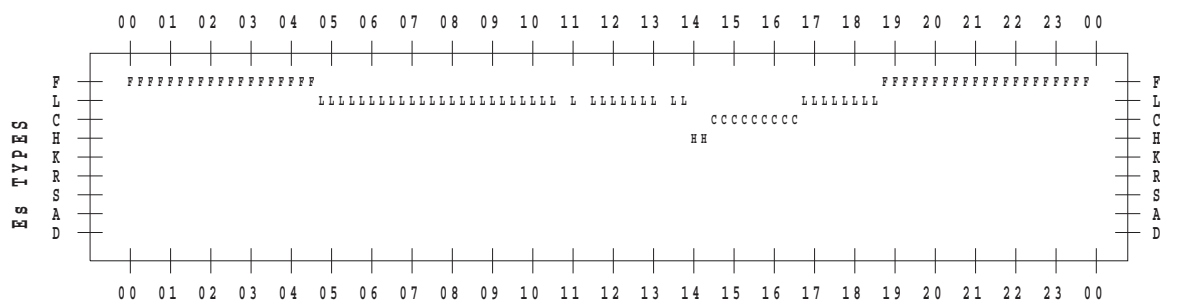 00 01 02 03 04 05 06 07 08 09 10 11 12 13 14 15 16 17 18 19 20 21 22 23 00
Es TYPES
F FFFFFFFFFFFFFFFFFFF FFFFFFFFFFFFFFFFFFFFF F
L LLLLLLLLLLLLLLLLLLLLLLLL L LLLLLLL LL LLLLLLLL L
C CCCCCCCCC C
H HH H
K K
R R
S S
A A
D D
00 01 02 03 04 05 06 07 08 09 10 11 12 13 14 15 16 17 18 19 20 21 22 23 00